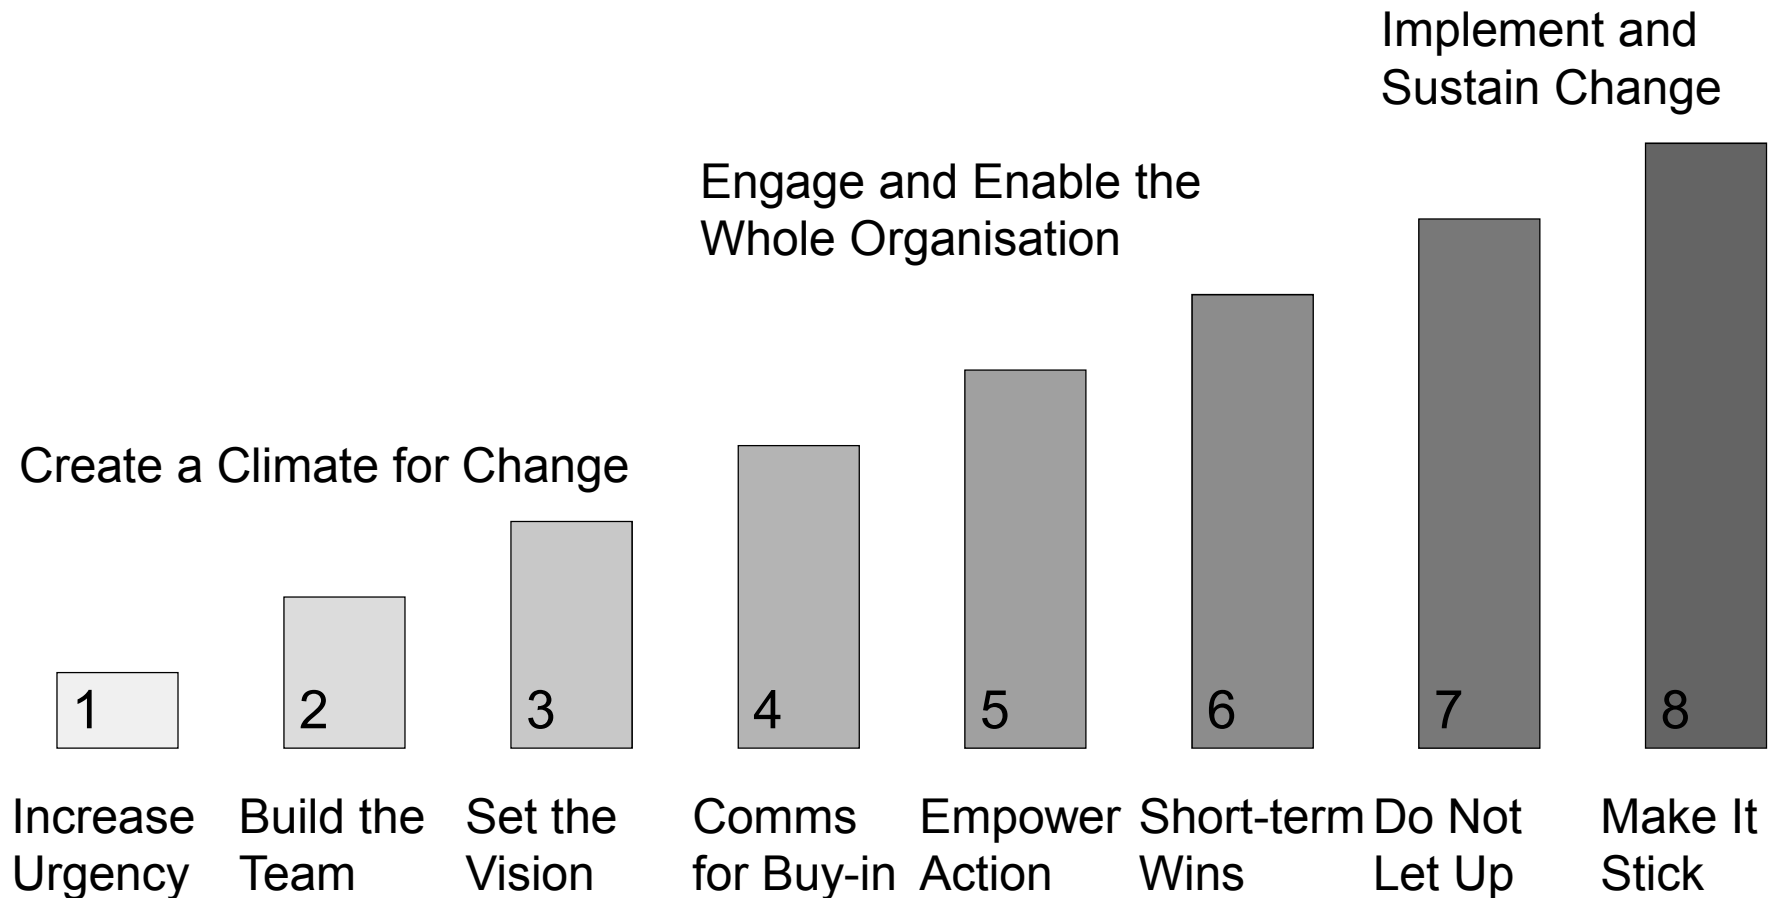 Implement and
Sustain Change
Engage and Enable the
Whole Organisation
Create a Climate for Change
1
2
3
4
5
6
7
8
Increase
Urgency
Build the
Team
Set the
Vision
Comms
for Buy-in
Empower
Action
Short-term
Wins
Do Not
Let Up
Make It
Stick